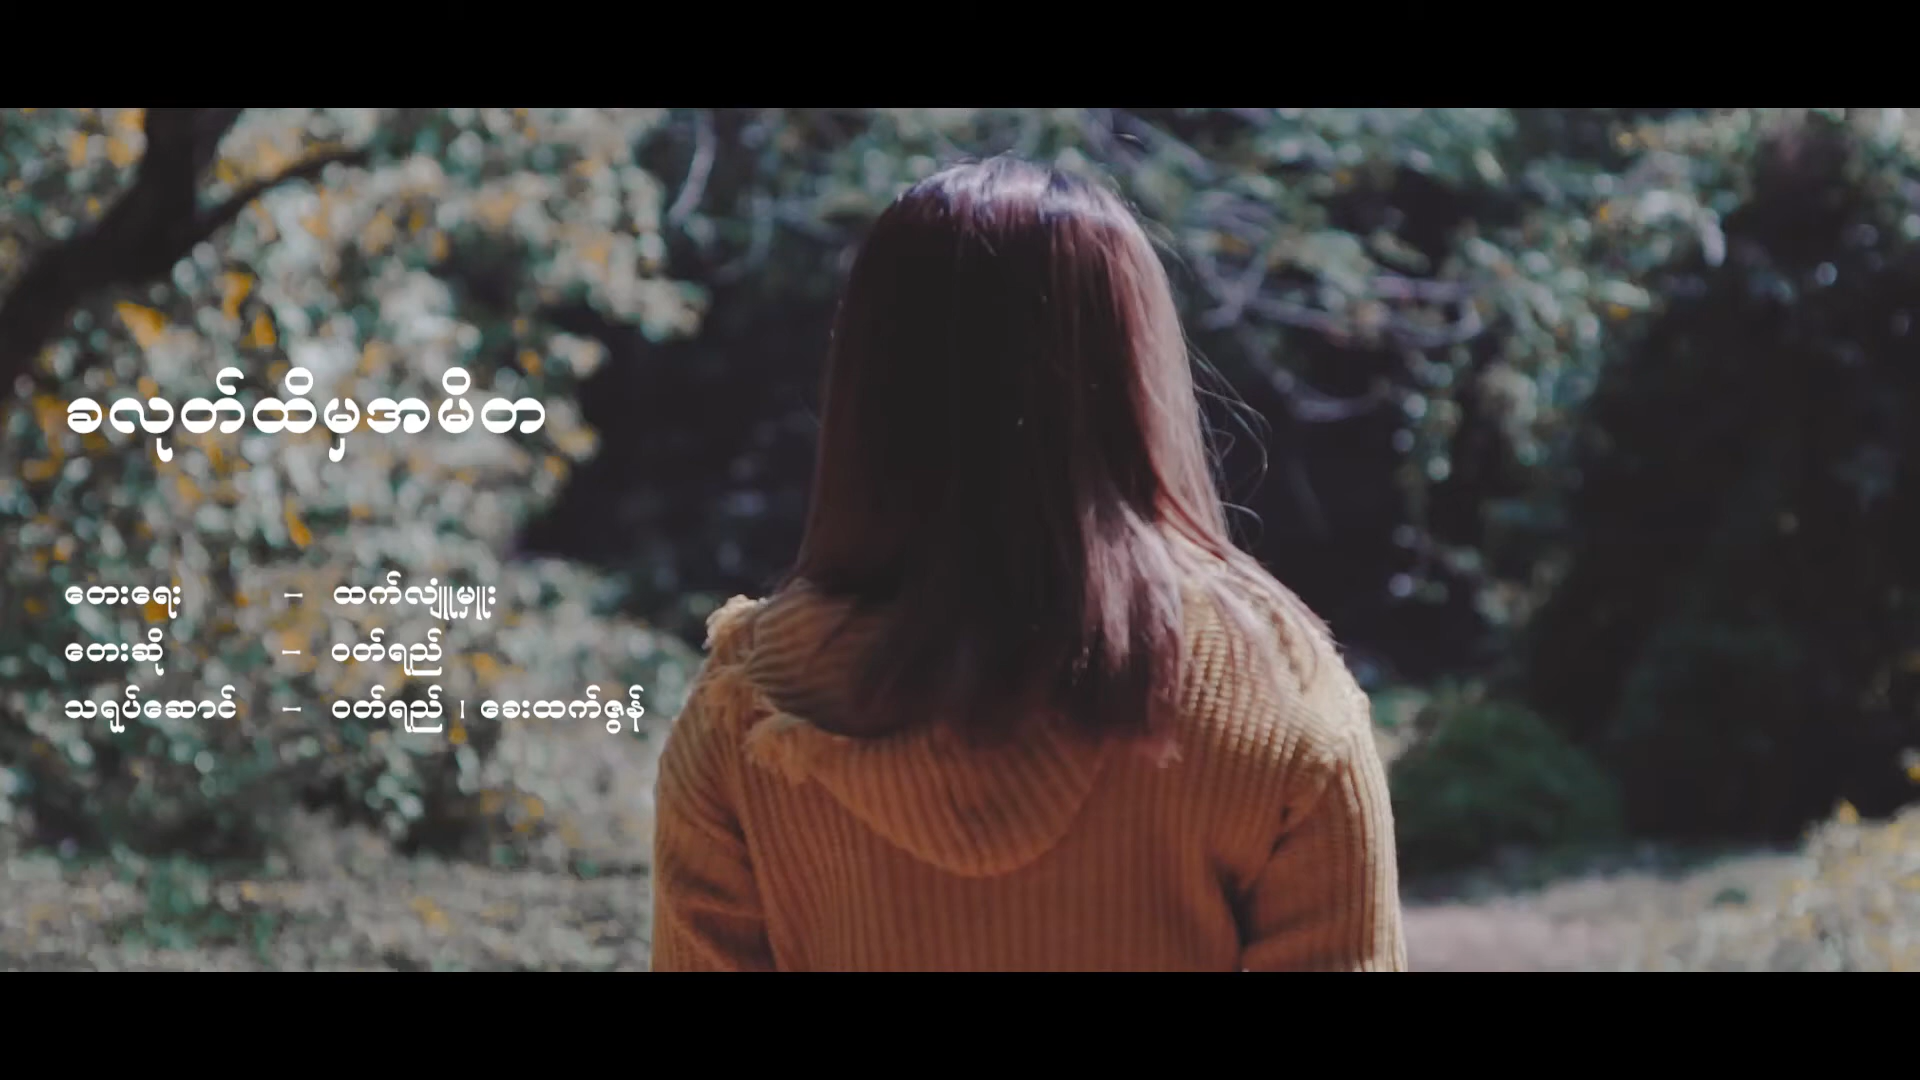 ခလုတ်ထိမှအမိတ
တေးရေး - ထက်လျှံမှူး
တေးဆို - ဝတ်ရည်
သရုပ်ဆောင် - ဝတ်ရည် ၊ ခေးထက်ဇွန်